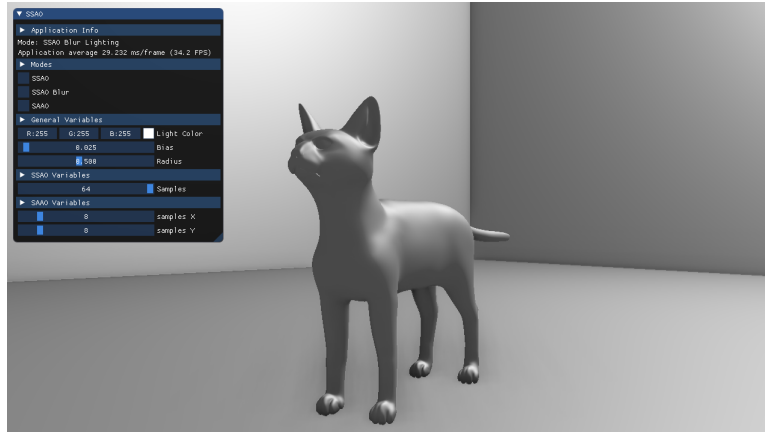 SSAO
Application Info
Mode: SSAO Blur Lighting
Application average 29.232 ms/frame (34.2 FPS)
Modes
SSAO
SSAO Blur
SAAO
General Variables
R:255 G:255 B:255 Light Color
0.025 Bias
0.500 Radius
SSAO Variables
64 Samples
SAAO Variables
8 samples X
8 samples Y